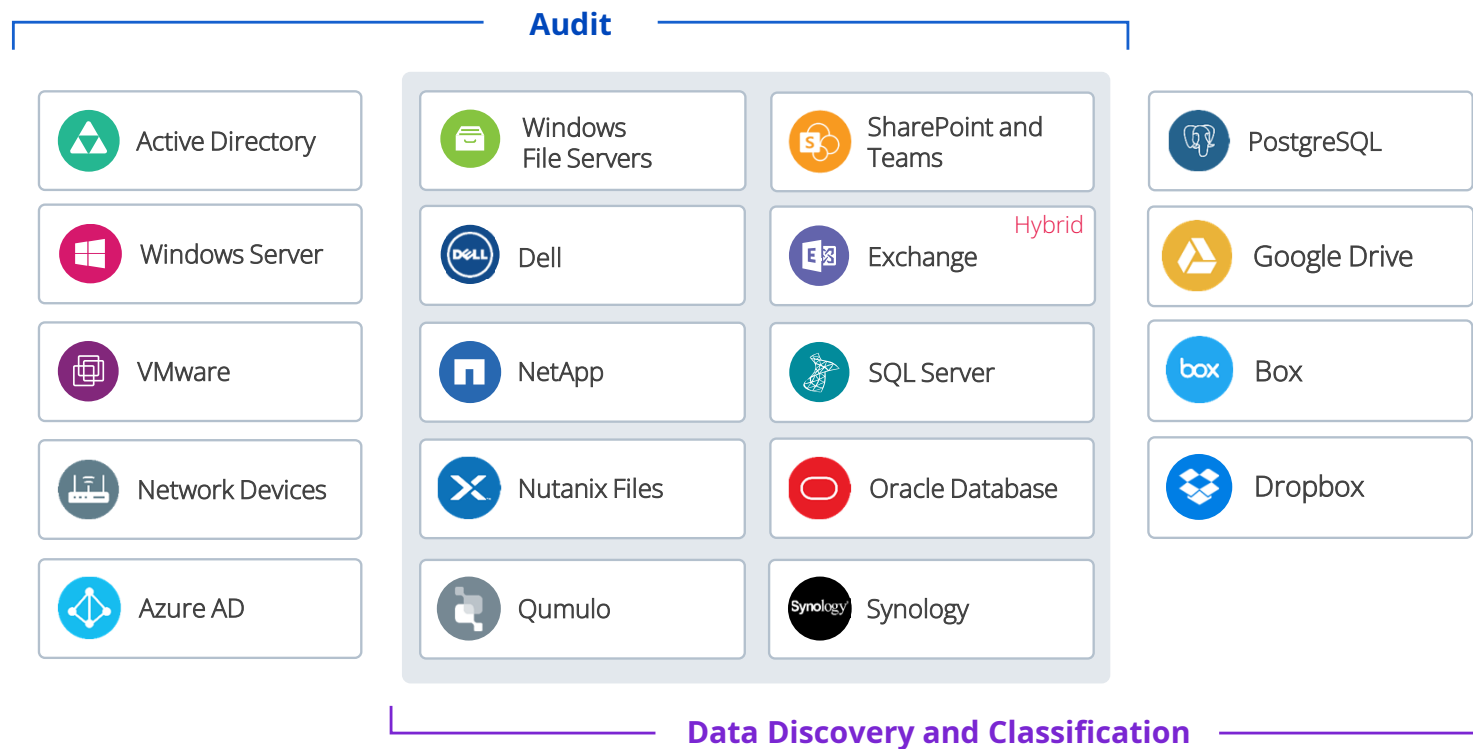 Audit
Active Directory
Windows
File Servers
SharePoint and
Teams
PostgreSQL
Windows Server
DELL
Dell
E
Exchange
Hybrid
Google Drive
VMware
NetApp
SQL Server
box
Box
Network Devices
Nutanix Files
Oracle Database
Dropbox
Azure AD
Qumulo
Synology
Synology
S
Data Discovery and Classification